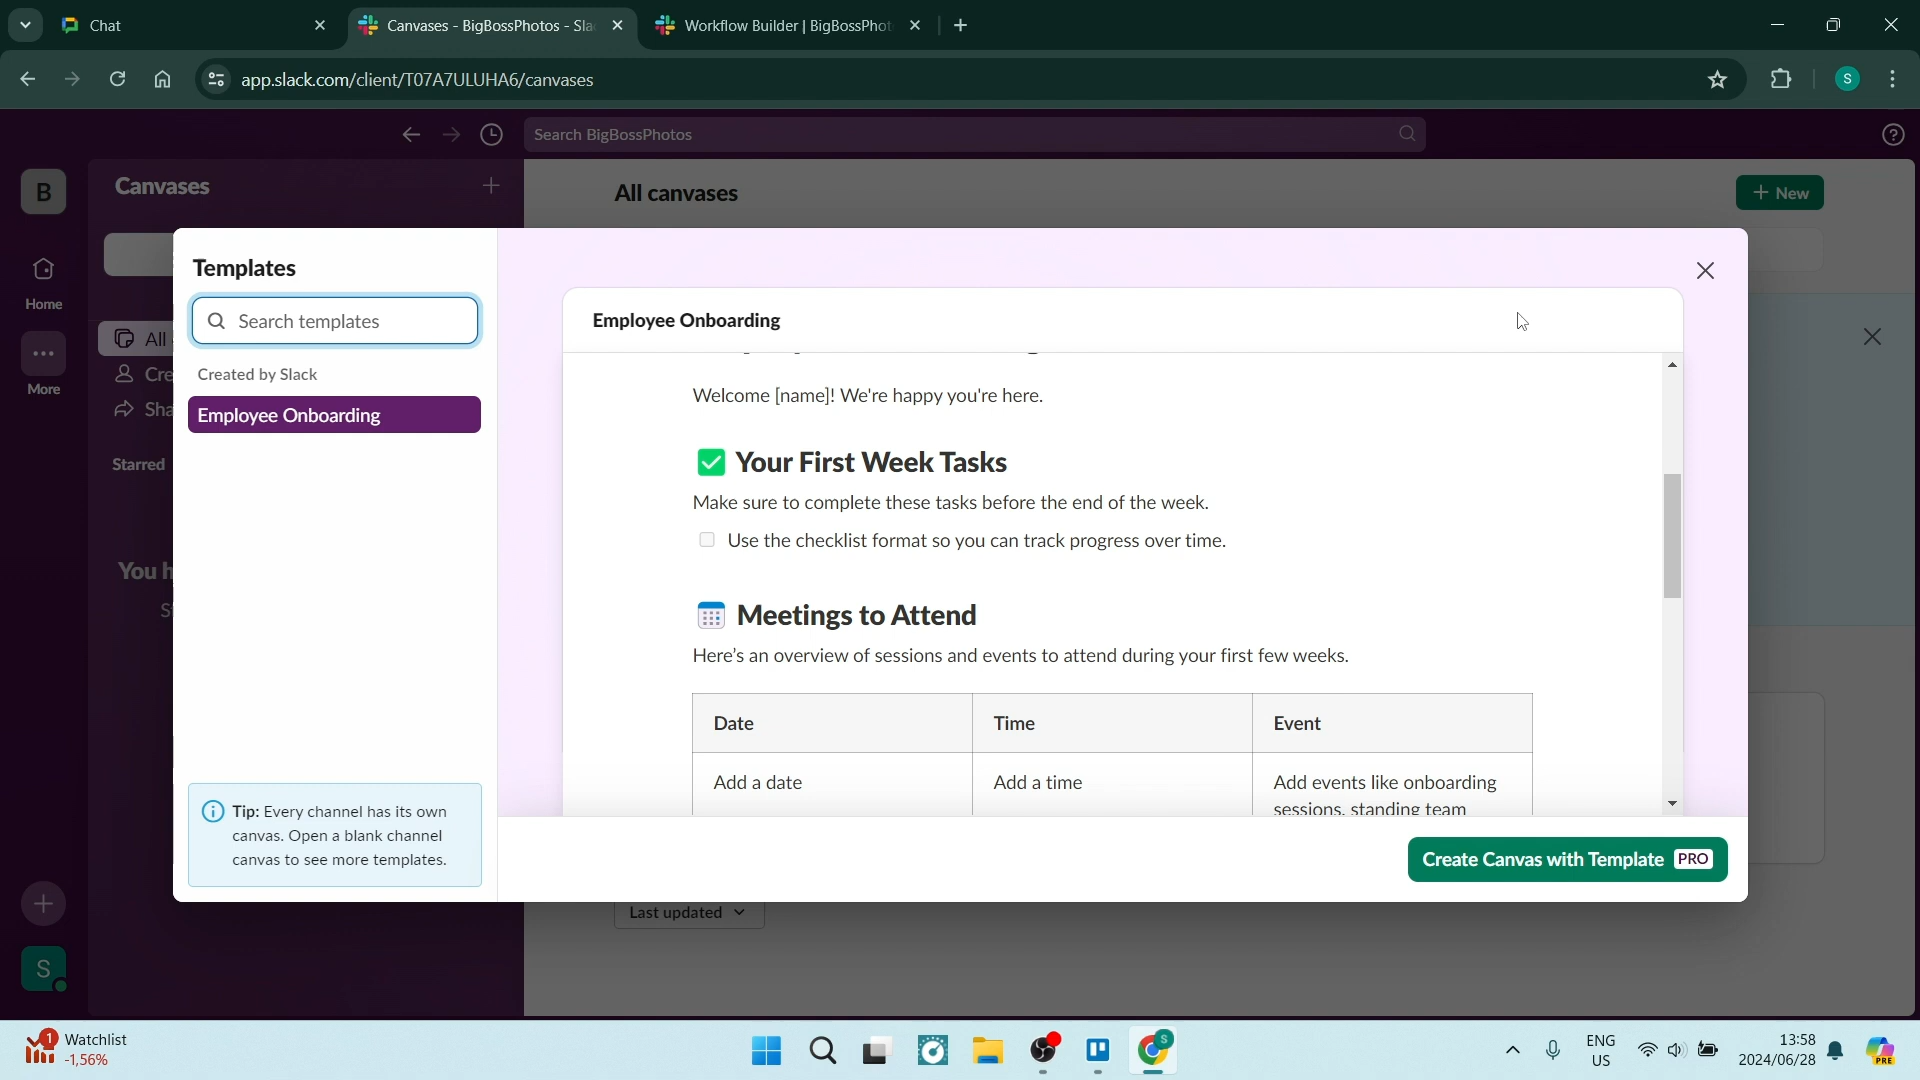 Chat
Canvases - BigBossPhotos - Sla
Workflow Builder | BigBossPhot
app.slack.com/client/T07A7ULUHA6/canvases
S
Search BigBossPhotos
B
Canvases
All canvases
New
Home
More
All
Cre
Sha
Starred
You h
S
Templates
Search templates
Created by Slack
Employee Onboarding
Tip: Every channel has its own
canvas. Open a blank channel
canvas to see more templates.
Employee Onboarding
Welcome [name]! We're happy you're here.
Your First Week Tasks
Make sure to complete these tasks before the end of the week.
Use the checklist format so you can track progress over time.
Meetings to Attend
Here's an overview of sessions and events to attend during your first few weeks.
Date Time Event
Add a date Add a time Add events like onboarding
sessions, standing team
Create Canvas with Template PRO
Last updated
S
1
Watchlist
-1,56%
S
ENG
US
13:58
2024/06/28
PRE